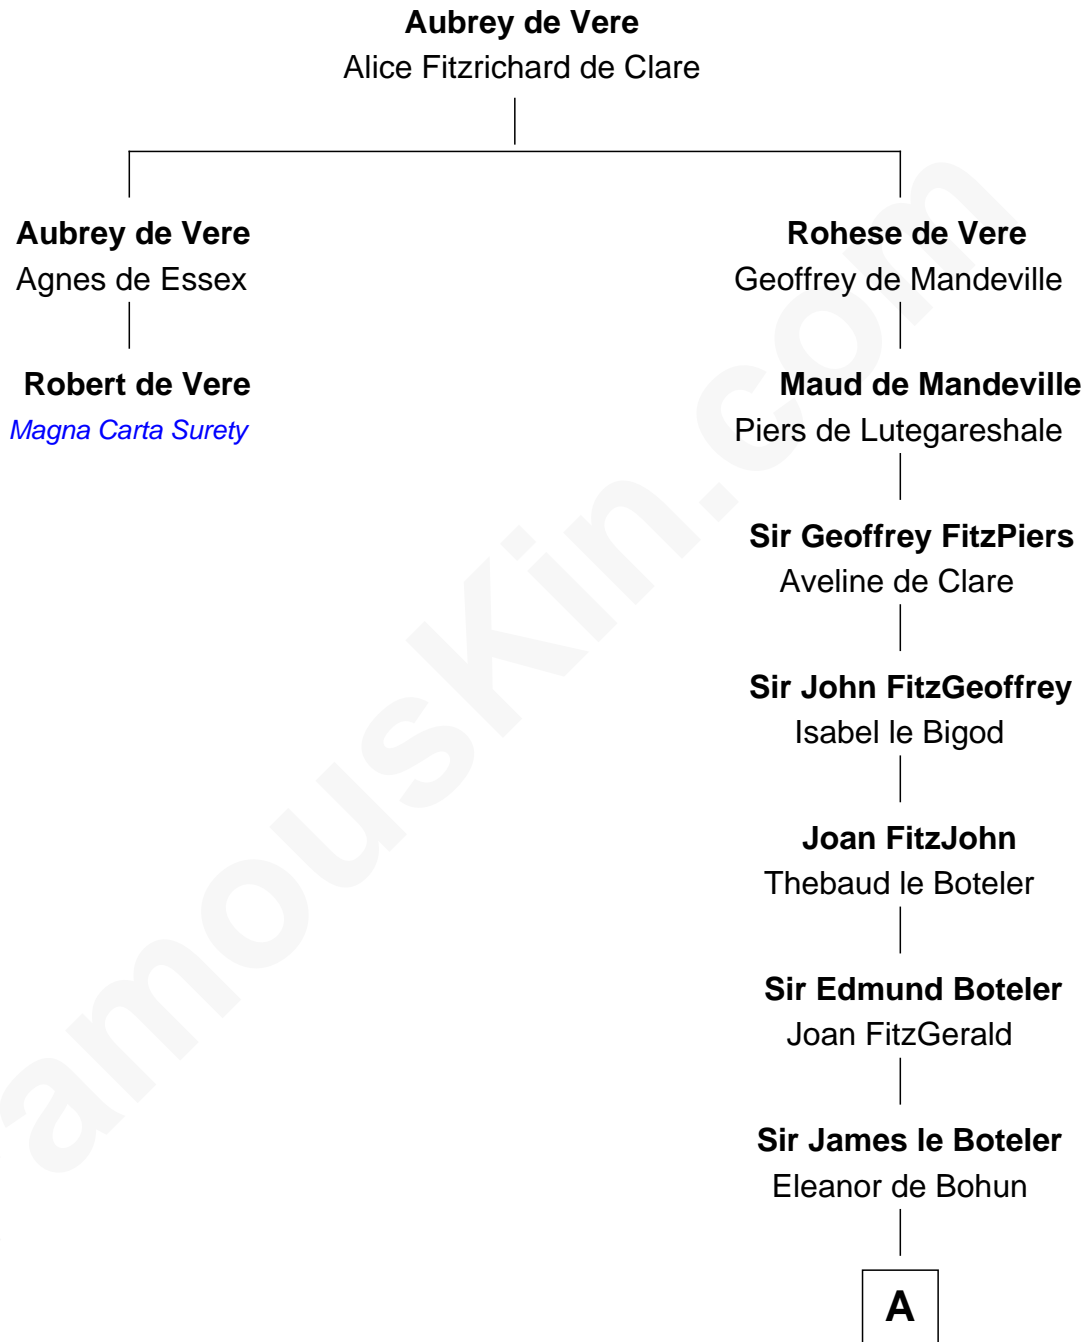 Aubrey de Vere
Alice Fitzrichard de Clare
Aubrey de Vere
Agnes de Essex
Rohese de Vere
Geoffrey de Mandeville
Robert de Vere
Magna Carta Surety
Maud de Mandeville
Piers de Lutegareshale
Sir Geoffrey FitzPiers
Aveline de Clare
Sir John FitzGeoffrey
Isabel le Bigod
Joan FitzJohn
Thebaud le Boteler
Sir Edmund Boteler
Joan FitzGerald
Sir James le Boteler
Eleanor de Bohun
A
amouskin.com